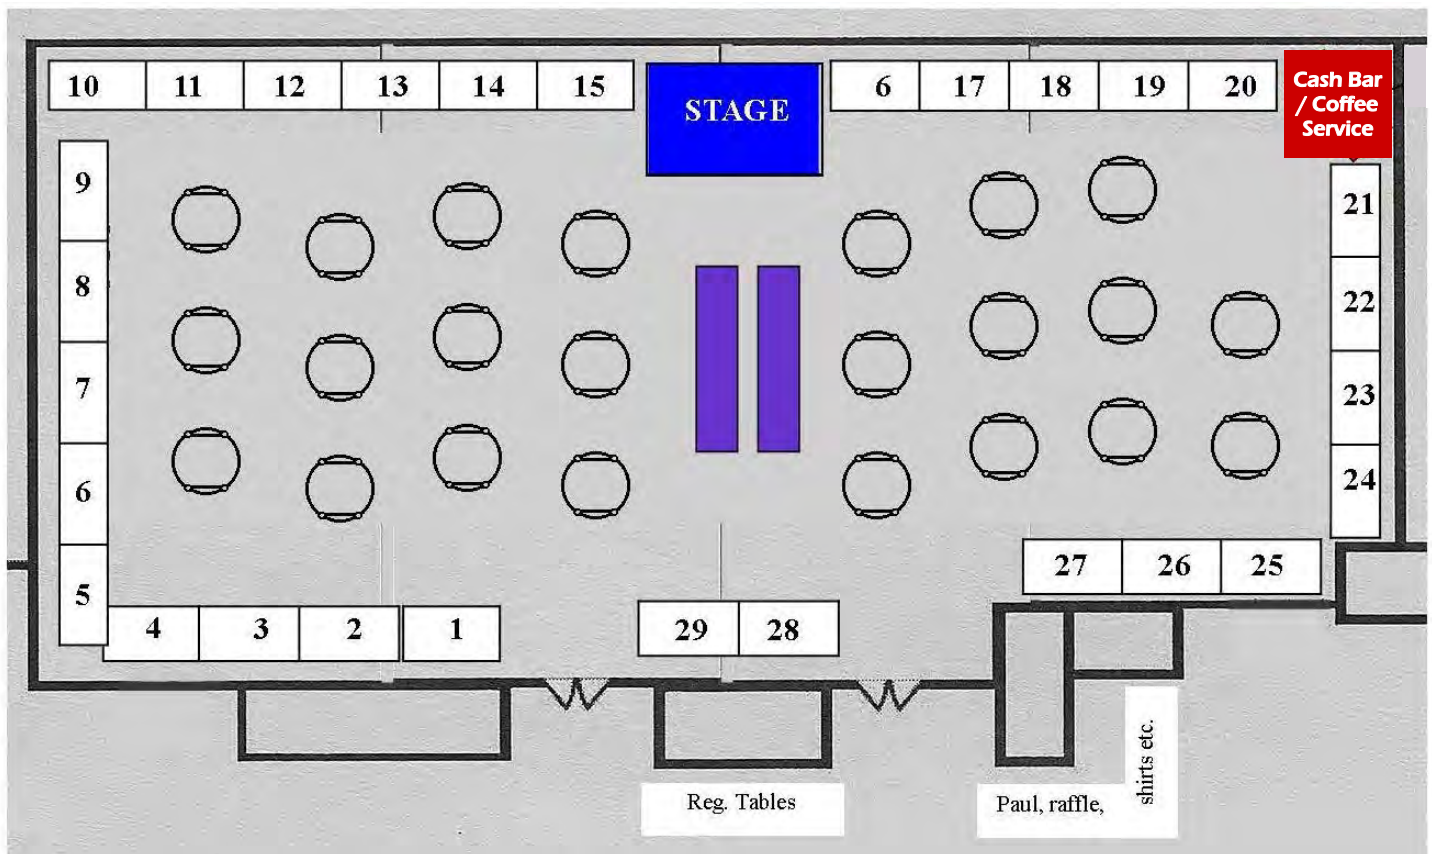 10 11 12 13 14 15
STAGE
6 17 18 19 20
Cash Bar
/ Coffee
Service
9
8
7
6
5
21
22
23
24
27 26 25
4 3 2 1
29 28
Reg. Tables
Paul, raffle,
shirts etc.